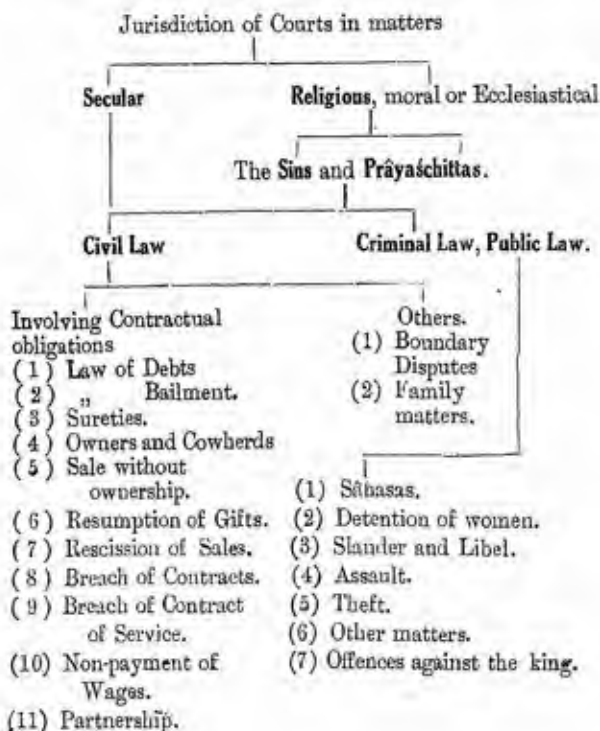 Jurisdiction of Courts in matters
Secular
Religious, moral or Ecclesiastical
The Sins and Prâyaśchittas.
Civil Law
Criminal Law, Public Law.
Involving Contractual
obligations
(1) Law of Debts
(2) „ Bailment.
(3) Sureties.
(4) Owners and Cowherds
(5) Sale without
ownership.
(6) Resumption of Gifts.
(7) Rescission of Sales.
(8) Breach of Contracts.
(9) Breach of Contract
of Service.
(10) Non-payment of
Wages.
(11) Partnership.
Others.
(1) Boundary
Disputes
(2) Family
matters.
(1) Sâhasas.
(2) Detention of women.
(3) Slander and Libel.
(4) Assault.
(5) Theft.
(6) Other matters.
(7) Offences against the king.